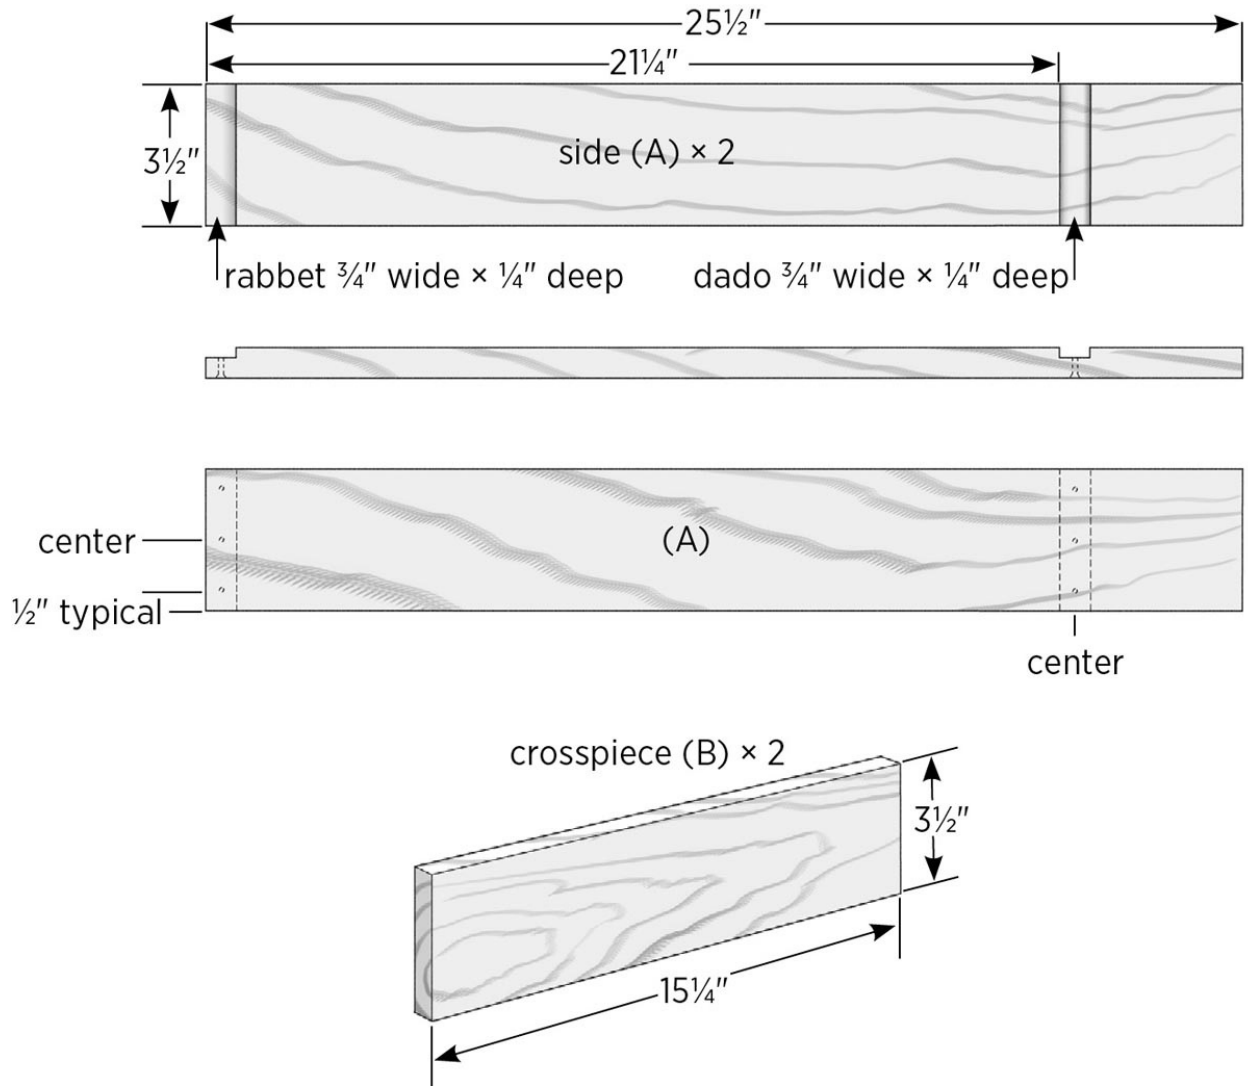 25½"
21¼"
3½"
side (A) × 2
rabbet ¾" wide × ¼" deep
dado ¾" wide × ¼" deep
(A)
center
½" typical
center
crosspiece (B) × 2
3½"
15¼"